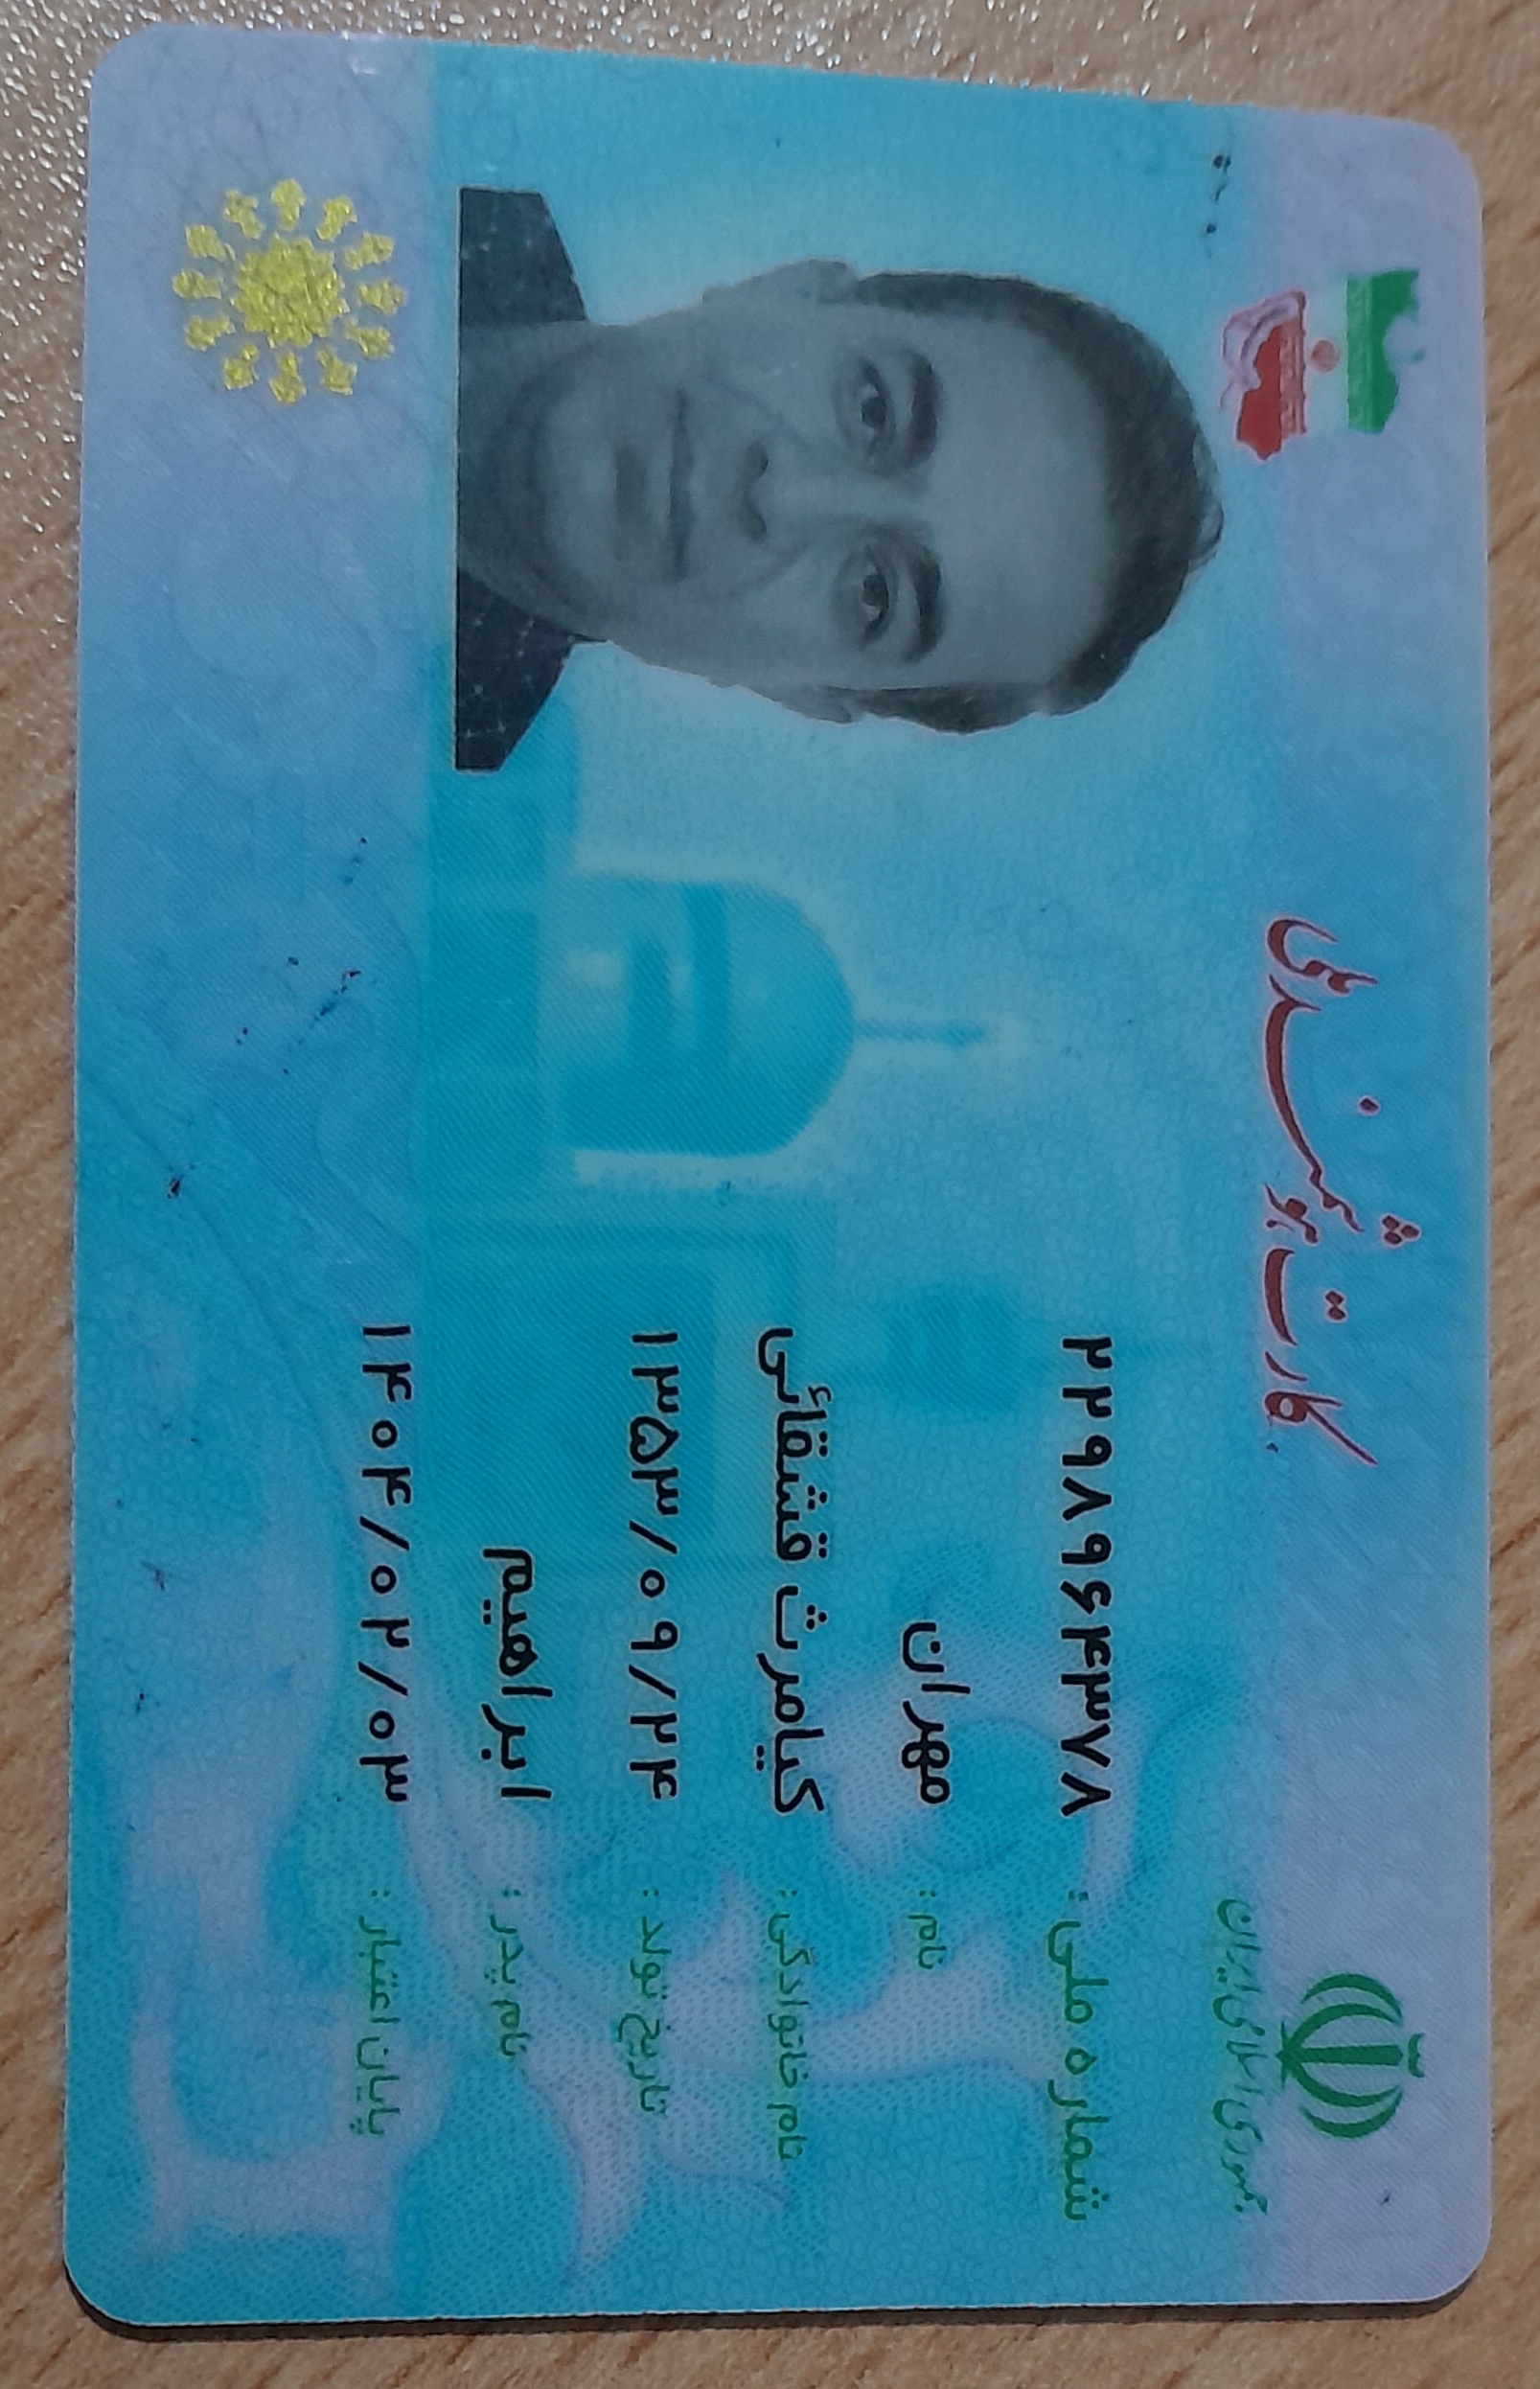 جمهوری اسلامی ایران
کارت هوشمند ملی
شماره ملی : ۲۲۹۸۹۶۴۳۷۸
نام : مهران
نام خانوادگی : کیامرث قشقائی
تاریخ تولد : ۱۳۵۳/۰۹/۲۴
نام پدر : ابراهیم
پایان اعتبار : ۱۴۰۴/۰۲/۰۳